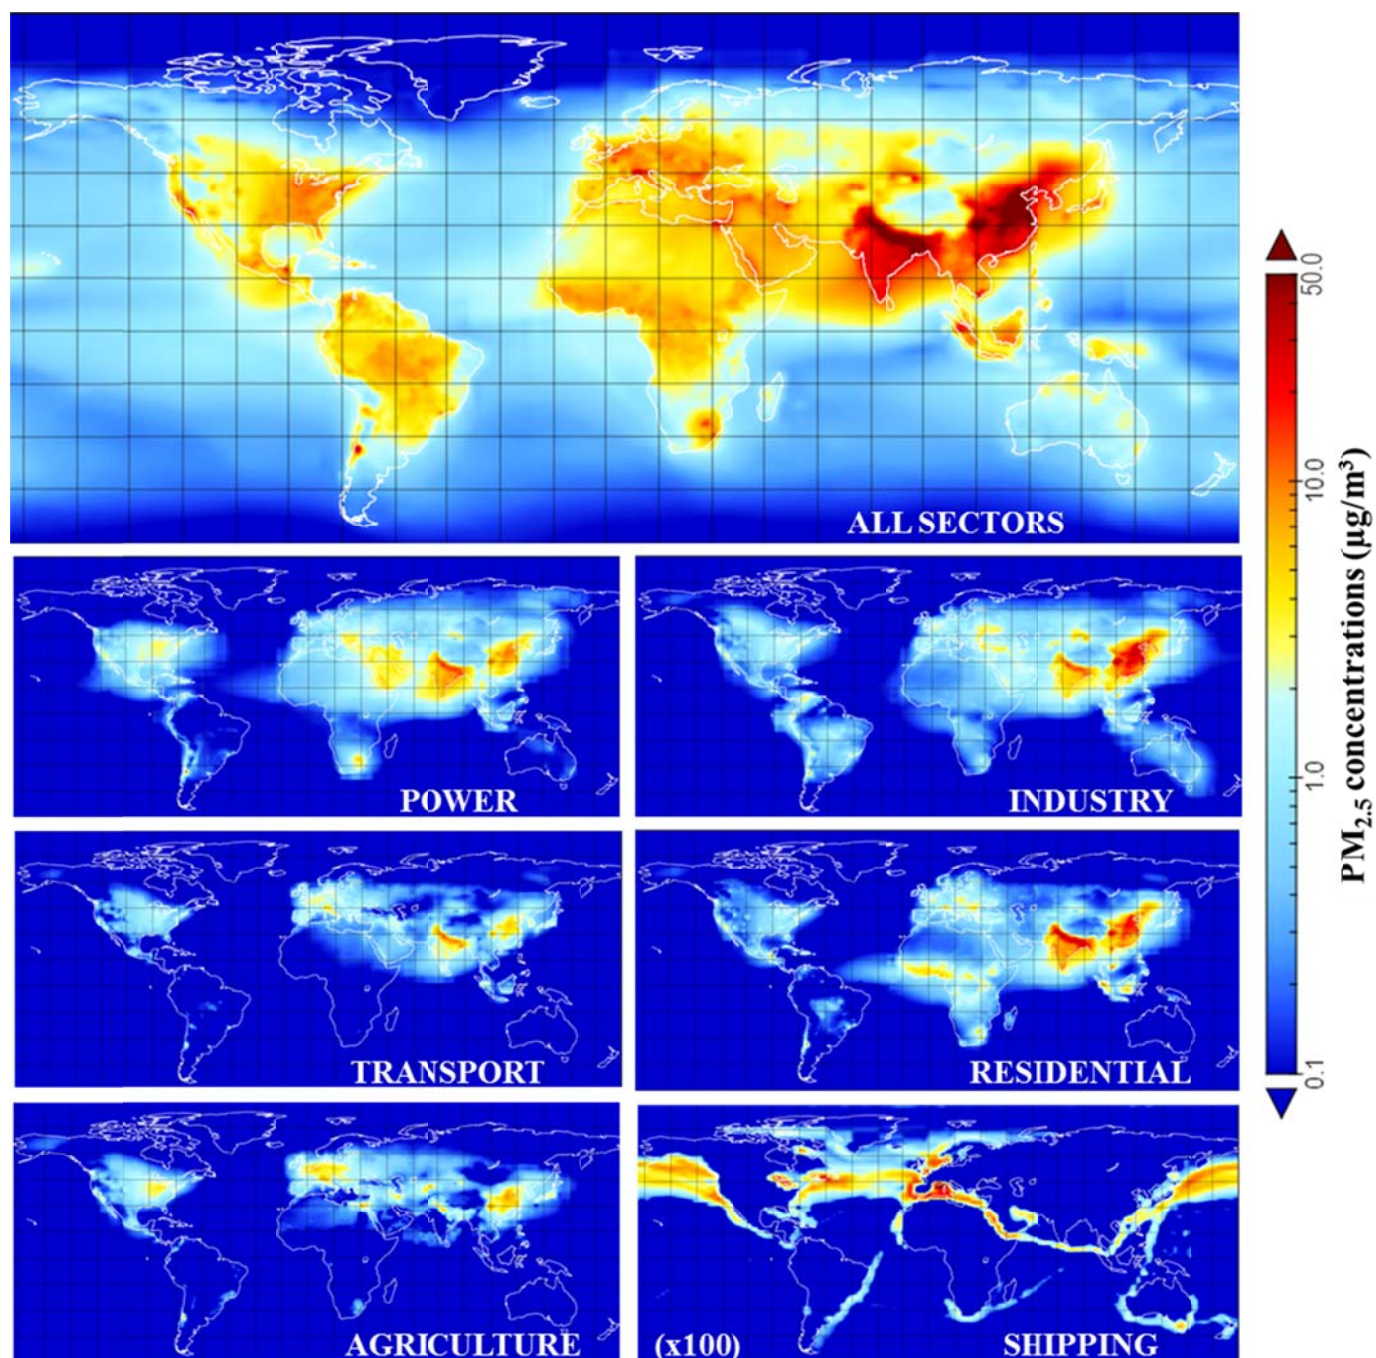 ALL SECTORS
POWER
INDUSTRY
TRANSPORT
RESIDENTIAL
AGRICULTURE
(x100)
SHIPPING
50.0
10.0
1.0
0.1
PM2.5 concentrations (µg/m³)